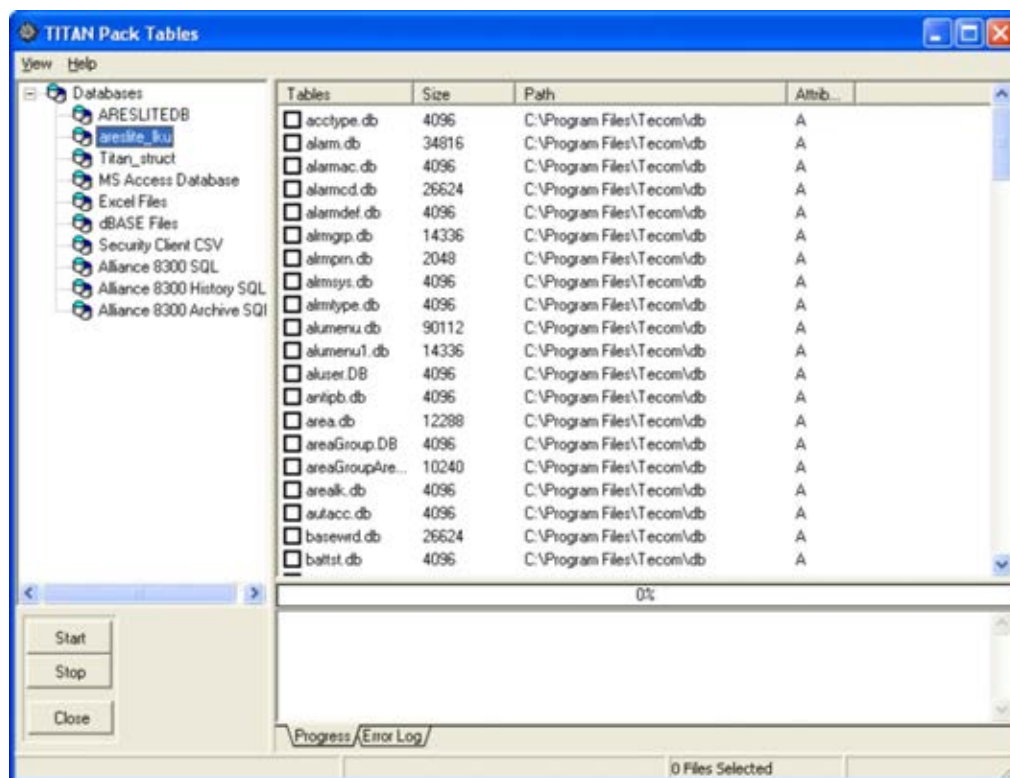 TITAN Pack Tables
View Help
Databases
ARESLITEDB
areslite_lku
Titan_struct
MS Access Database
Excel Files
dBASE Files
Security Client CSV
Alliance 8300 SQL
Alliance 8300 History SQL
Alliance 8300 Archive SQl
Tables Size Path Attrib...
acctype.db 4096 C:\Program Files\Tecom\db A
alarm.db 34816 C:\Program Files\Tecom\db A
alarmac.db 4096 C:\Program Files\Tecom\db A
alarmcd.db 26624 C:\Program Files\Tecom\db A
alarmdef.db 4096 C:\Program Files\Tecom\db A
almgrp.db 14336 C:\Program Files\Tecom\db A
almprn.db 2048 C:\Program Files\Tecom\db A
almsys.db 4096 C:\Program Files\Tecom\db A
almtype.db 4096 C:\Program Files\Tecom\db A
alumenu.db 90112 C:\Program Files\Tecom\db A
alumenu1.db 14336 C:\Program Files\Tecom\db A
aluser.DB 4096 C:\Program Files\Tecom\db A
antipb.db 4096 C:\Program Files\Tecom\db A
area.db 12288 C:\Program Files\Tecom\db A
areaGroup.DB 4096 C:\Program Files\Tecom\db A
areaGroupAre... 10240 C:\Program Files\Tecom\db A
arealk.db 4096 C:\Program Files\Tecom\db A
autacc.db 4096 C:\Program Files\Tecom\db A
basewrd.db 26624 C:\Program Files\Tecom\db A
battst.db 4096 C:\Program Files\Tecom\db A
0%
Start
Stop
Close
Progress Error Log
0 Files Selected